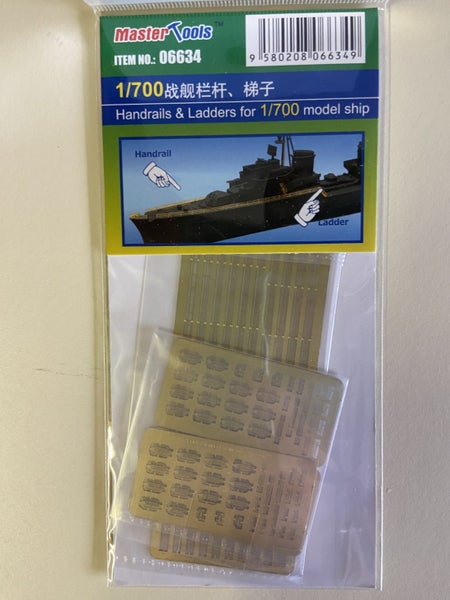 Master Tools™
ITEM NO.: 06634
9 580208 066349
1/700战舰栏杆、梯子
Handrails & Ladders for 1/700 model ship
Handrail
Ladder